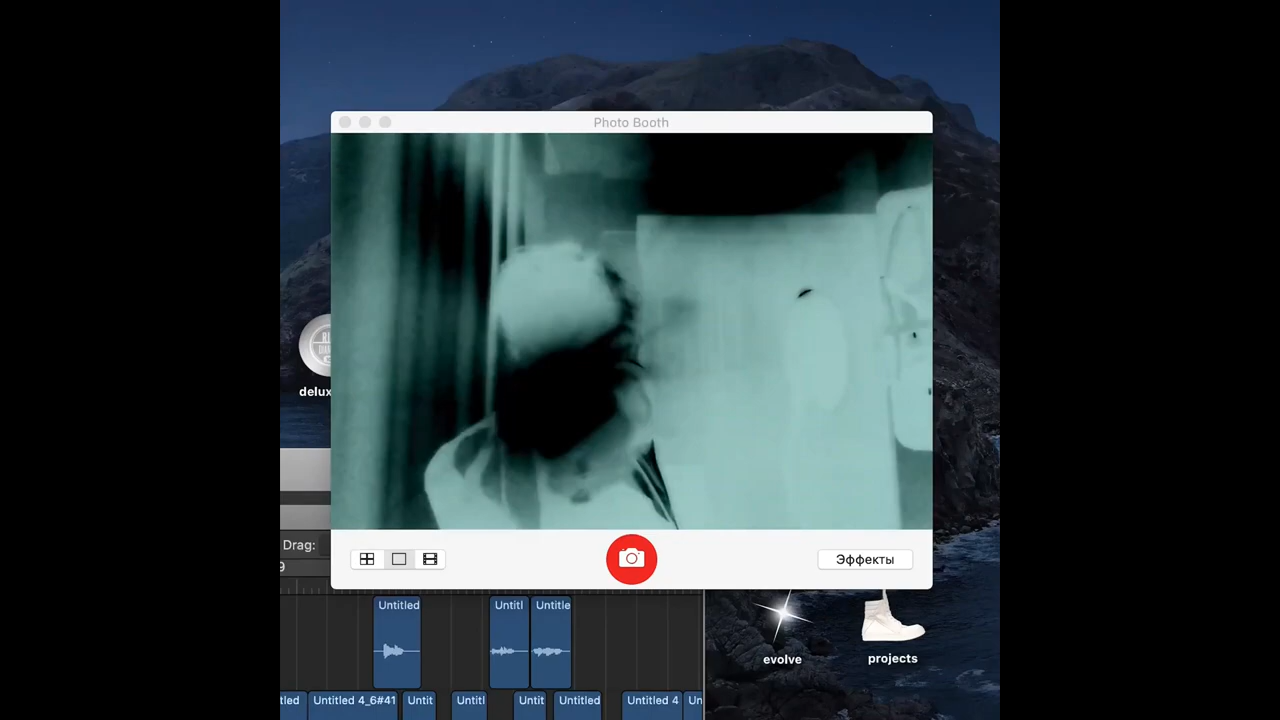 Photo Booth
delux
Drag:
9
Эффекты
Untitled
Untitl
Untitle
evolve
projects
tled
Untitled 4_6#41
Untit
Untitl
Untit
Untitled
Untitled 4
Un